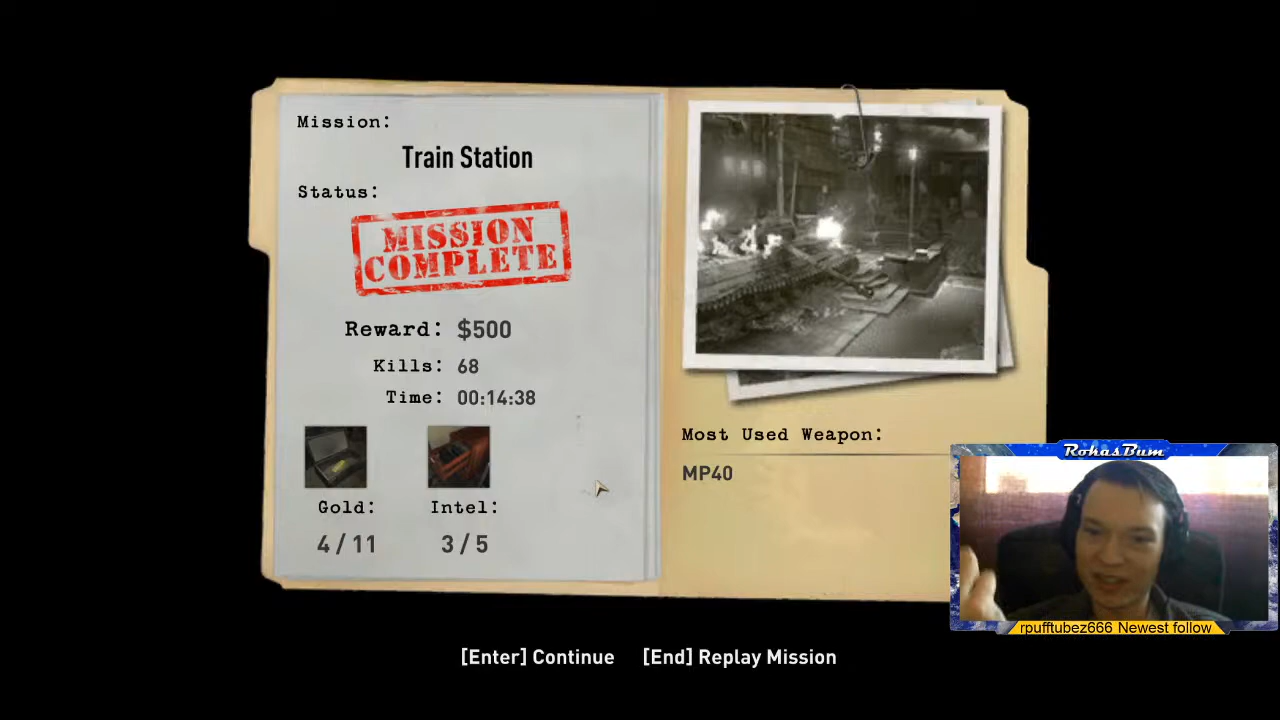 Mission:
Train Station
Status:
MISSION
COMPLETE
Reward: $500
Kills: 68
Time: 00:14:38
Gold:
4 / 11
Intel:
3 / 5
Most Used Weapon:
MP40
RohasBum
rpufftubez666 Newest follow
[Enter] Continue
[End] Replay Mission